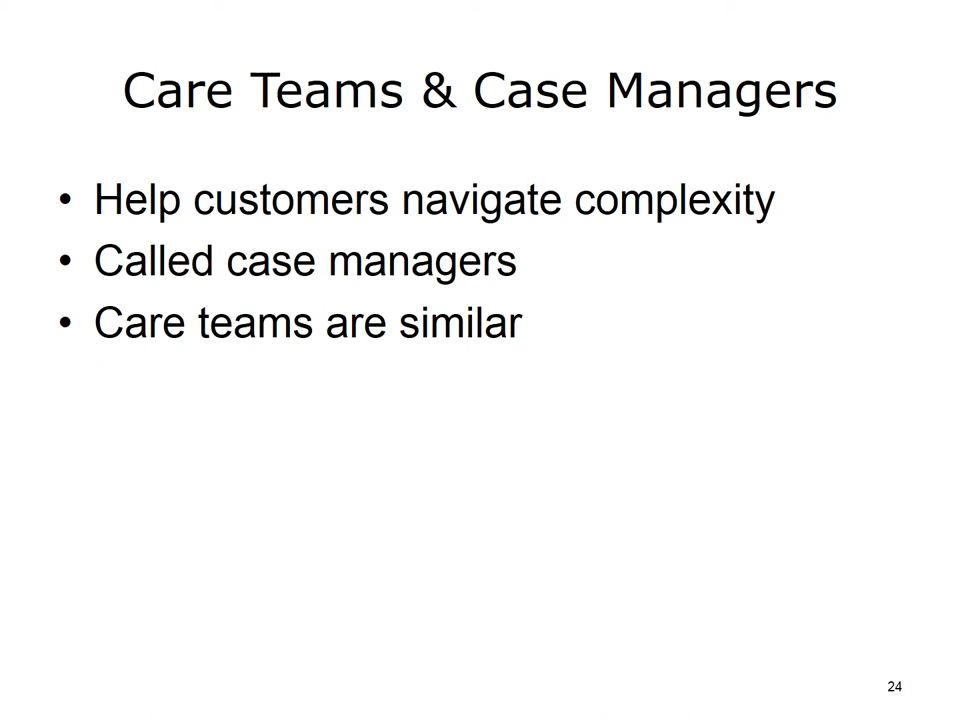 Care Teams & Case Managers
• Help customers navigate complexity
• Called case managers
• Care teams are similar
24